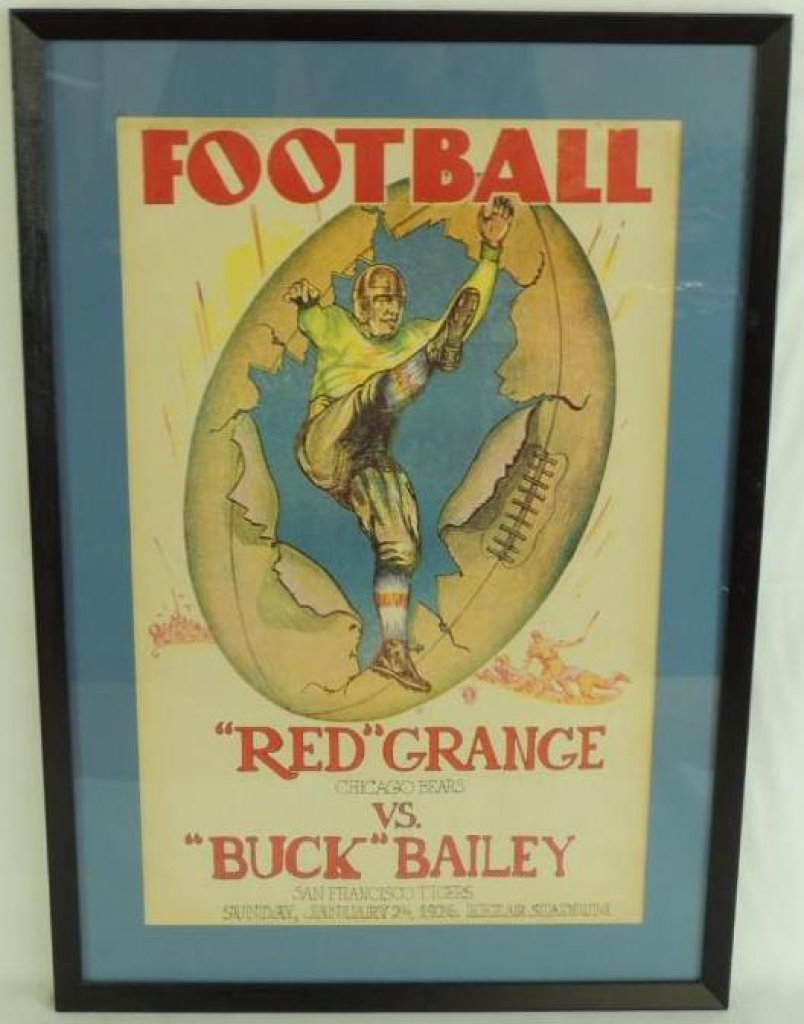 FOOTBALL
"RED" GRANGE
CHICAGO BEARS
VS.
"BUCK" BAILEY
SAN FRANCISCO TIGERS
SUNDAY, JANUARY 24, 1926. KEZAR STADIUM